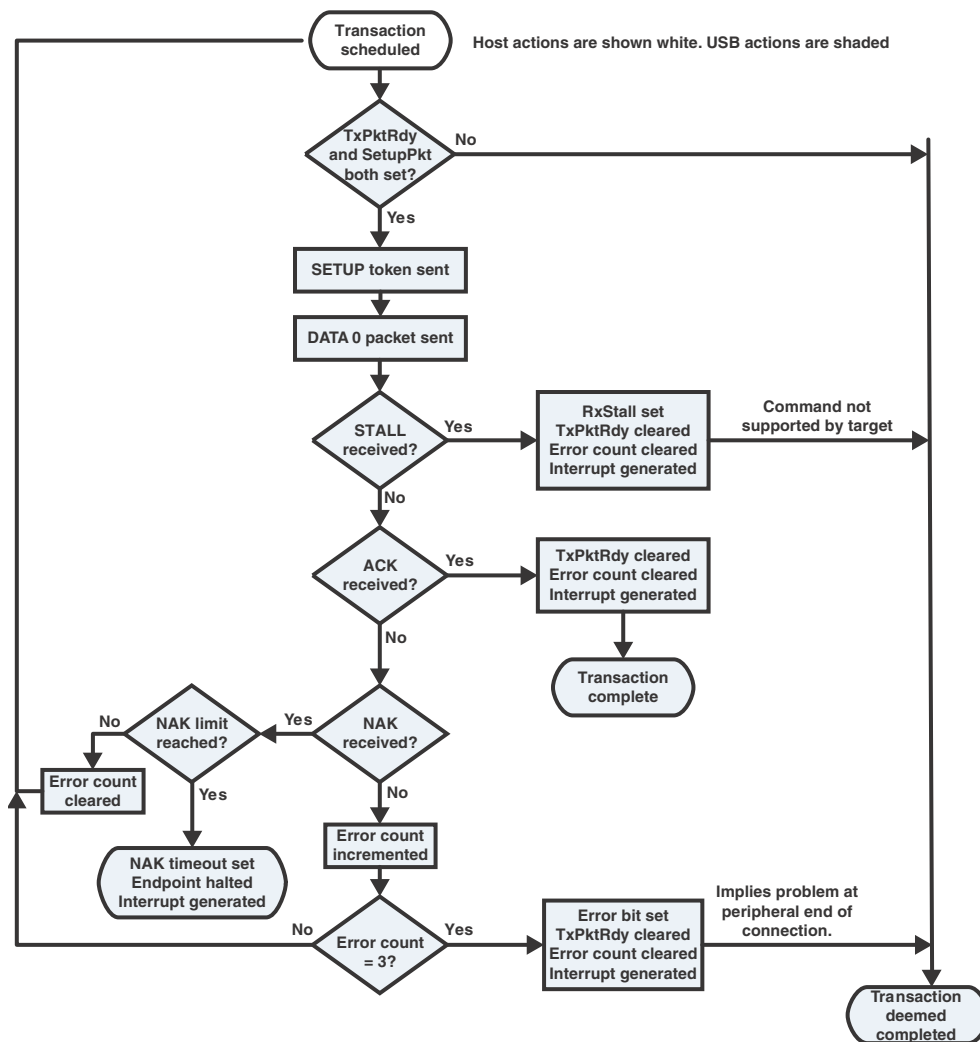 Transaction
scheduled
Host actions are shown white. USB actions are shaded
TxPktRdy
and SetupPkt
both set?
No
Yes
SETUP token sent
DATA 0 packet sent
STALL
received?
Yes
RxStall set
TxPktRdy cleared
Error count cleared
Interrupt generated
Command not
supported by target
No
ACK
received?
Yes
TxPktRdy cleared
Error count cleared
Interrupt generated
No
Transaction
complete
NAK
received?
Yes
NAK limit
reached?
No
Error count
cleared
Yes
NAK timeout set
Endpoint halted
Interrupt generated
No
Error count
incremented
Error count
= 3?
No
Yes
Error bit set
TxPktRdy cleared
Error count cleared
Interrupt generated
Implies problem at
peripheral end of
connection.
Transaction
deemed
completed